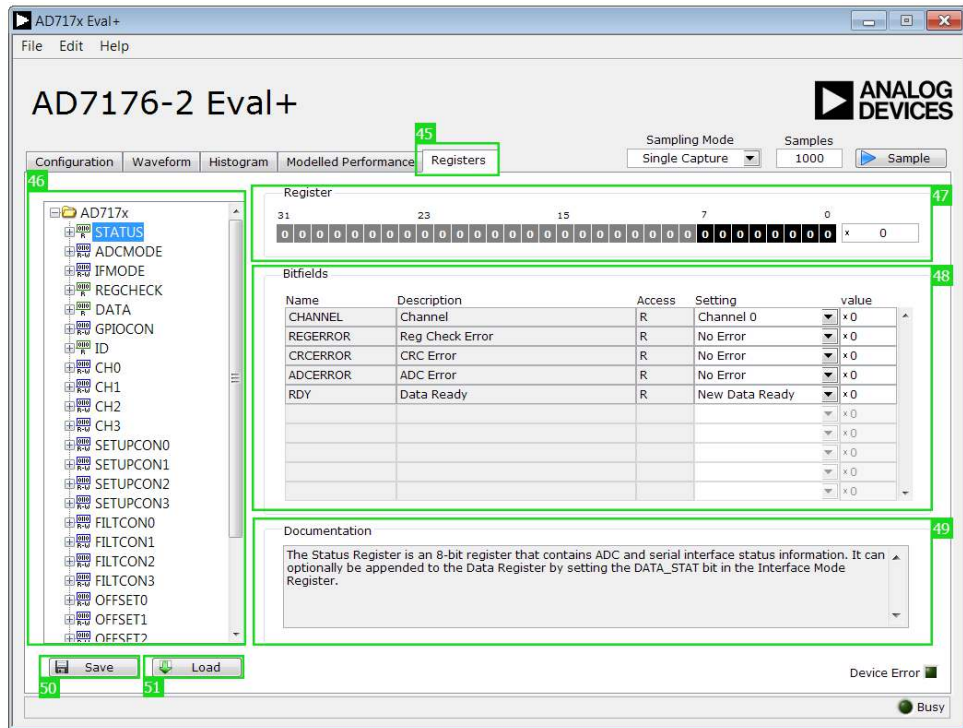 AD717x Eval+
File Edit Help
AD7176-2 Eval+
ANALOG
DEVICES
45
Sampling Mode Samples
Configuration Waveform Histogram Modelled Performance Registers Single Capture 1000 Sample
46
AD717x
STATUS
ADCMODE
IFMODE
REGCHECK
DATA
GPIOCON
ID
CH0
CH1
CH2
CH3
SETUPCON0
SETUPCON1
SETUPCON2
SETUPCON3
FILTCON0
FILTCON1
FILTCON2
FILTCON3
OFFSET0
OFFSET1
OFFSET2
Register
47
31 23 15 7 0
0 0 0 0 0 0 0 0 0 0 0 0 0 0 0 0 0 0 0 0 0 0 0 0 0 0 0 0 0 0 0 0 x 0
Bitfields
48
Name Description Access Setting value
CHANNEL Channel R Channel 0 x 0
REGERROR Reg Check Error R No Error x 0
CRCERROR CRC Error R No Error x 0
ADCERROR ADC Error R No Error x 0
RDY Data Ready R New Data Ready x 0
x 0
x 0
x 0
x 0
x 0
Documentation
49
The Status Register is an 8-bit register that contains ADC and serial interface status information. It can
optionally be appended to the Data Register by setting the DATA_STAT bit in the Interface Mode
Register.
Save Load
50 51
Device Error
Busy